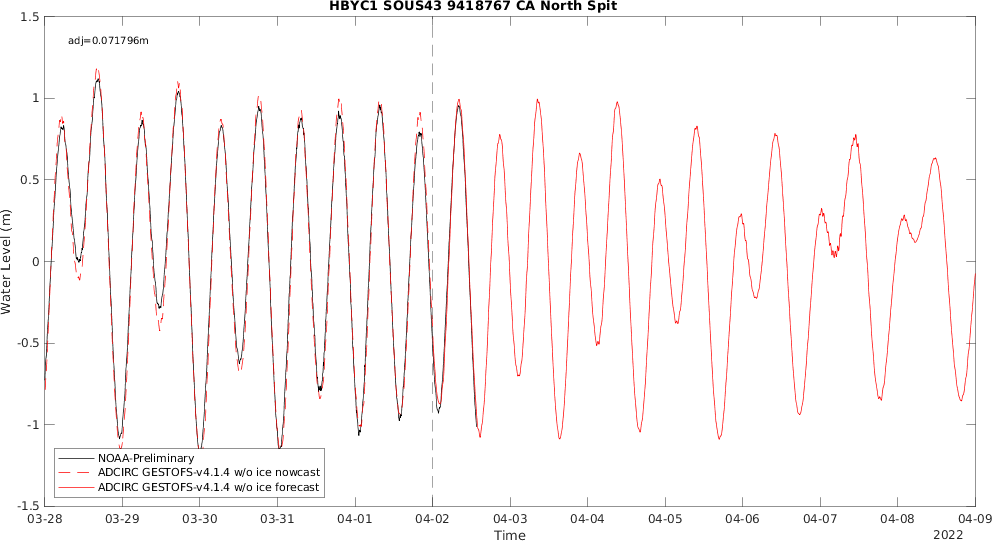 HBYC1 SOUS43 9418767 CA North Spit
adj=0.071796m
Water Level (m)
1.5
1
0.5
0
-0.5
-1
-1.5
NOAA-Preliminary
ADCIRC GESTOFS-v4.1.4 w/o ice nowcast
ADCIRC GESTOFS-v4.1.4 w/o ice forecast
03-28 03-29 03-30 03-31 04-01 04-02 04-03 04-04 04-05 04-06 04-07 04-08 04-09
Time
2022